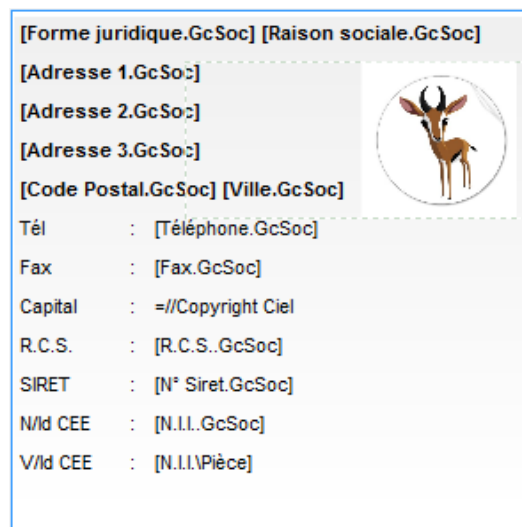 [Forme juridique.GcSoc] [Raison sociale.GcSoc]
[Adresse 1.GcSoc]
[Adresse 2.GcSoc]
[Adresse 3.GcSoc]
[Code Postal.GcSoc] [Ville.GcSoc]
Tél : [Téléphone.GcSoc]
Fax : [Fax.GcSoc]
Capital : =//Copyright Ciel
R.C.S. : [R.C.S..GcSoc]
SIRET : [N° Siret.GcSoc]
N/Id CEE : [N.I.I..GcSoc]
V/Id CEE : [N.I.I.\Pièce]